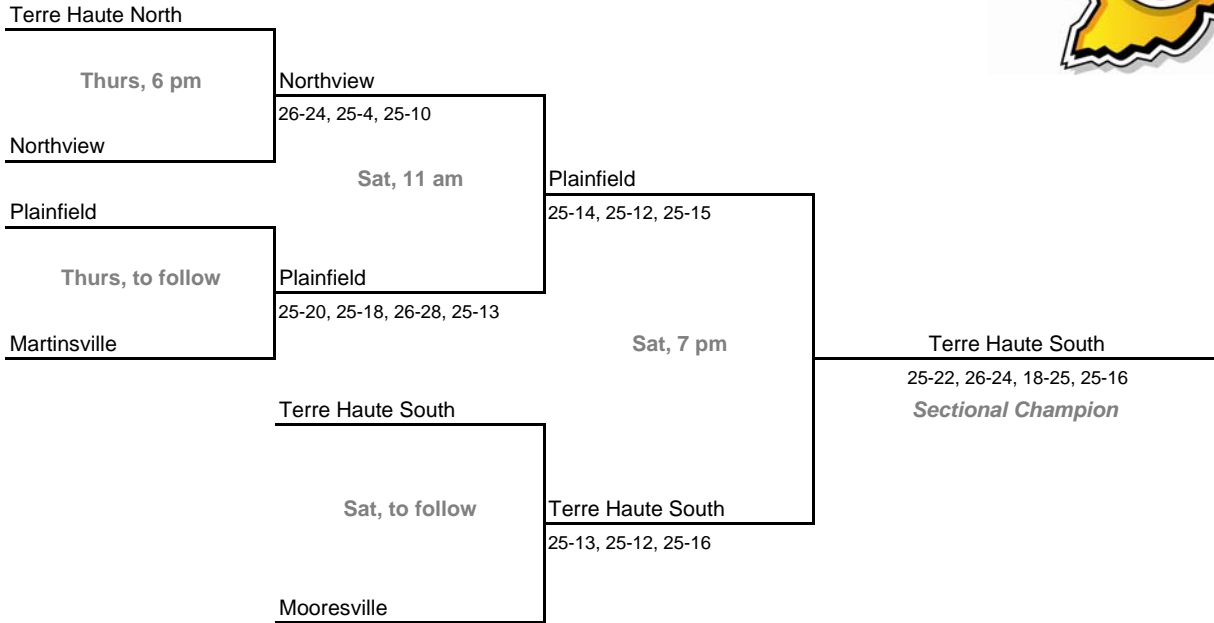 Terre Haute North
Thurs, 6 pm
Northview
26-24, 25-4, 25-10
Northview
Sat, 11 am
Plainfield
25-14, 25-12, 25-15
Plainfield
Thurs, to follow
Plainfield
25-20, 25-18, 26-28, 25-13
Martinsville
Sat, 7 pm
Terre Haute South
25-22, 26-24, 18-25, 25-16
Sectional Champion
Terre Haute South
Sat, to follow
Terre Haute South
25-13, 25-12, 25-16
Mooresville